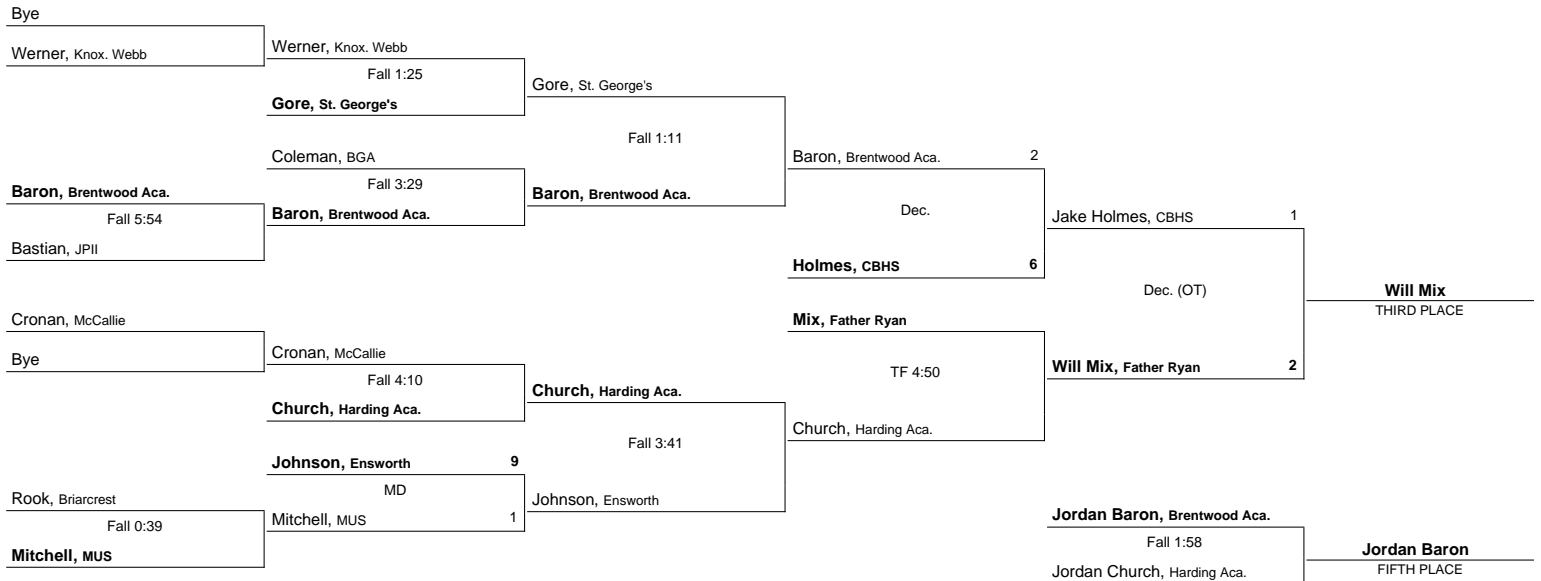 Bye
Werner, Knox. Webb
Werner, Knox. Webb
Fall 1:25
Gore, St. George's
Gore, St. George's
Fall 1:11
Coleman, BGA
Baron, Brentwood Aca. 2
Baron, Brentwood Aca.
Fall 3:29
Baron, Brentwood Aca.
Fall 5:54
Baron, Brentwood Aca.
Dec.
Jake Holmes, CBHS 1
Bastian, JPII
Holmes, CBHS 6
Dec. (OT)
Will Mix
THIRD PLACE
Cronan, McCallie
Mix, Father Ryan
Bye
Cronan, McCallie
Fall 4:10
TF 4:50
Will Mix, Father Ryan 2
Church, Harding Aca.
Church, Harding Aca.
Church, Harding Aca.
Fall 3:41
Johnson, Ensworth 9
MD
Rook, Briarcrest
Johnson, Ensworth
Fall 0:39
Mitchell, MUS 1
Jordan Baron, Brentwood Aca.
Mitchell, MUS
Fall 1:58
Jordan Baron
FIFTH PLACE
Jordan Church, Harding Aca.